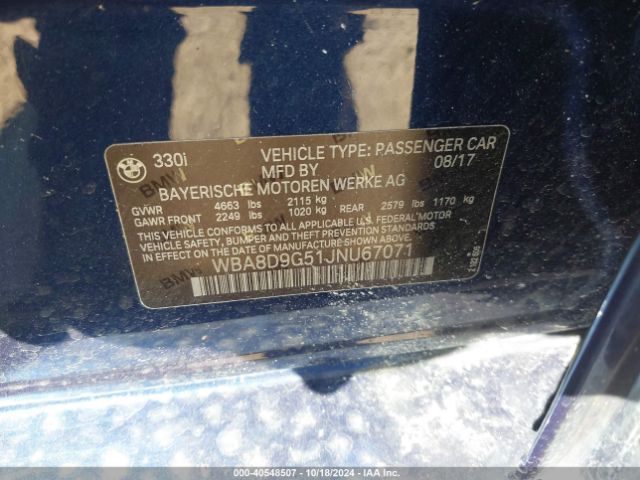 BMW
330i
VEHICLE TYPE: PASSENGER CAR
MFD BY 08/17
BAYERISCHE MOTOREN WERKE AG
GVWR 4663 lbs 2115 kg
GAWR FRONT 2249 lbs 1020 kg REAR 2579 lbs 1170 kg
THIS VEHICLE CONFORMS TO ALL APPLICABLE U.S. FEDERAL MOTOR
VEHICLE SAFETY, BUMPER, AND THEFT PREVENTION STANDARDS
IN EFFECT ON THE DATE OF MANUFACTURE SHOWN ABOVE.
WBA8D9G51JNU67071
000-40548507 - 10/18/2024 - IAA Inc.